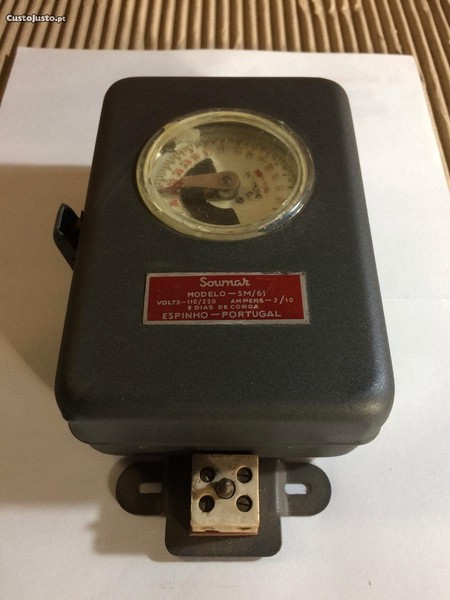 CustoJusto.pt
Soumar
MODELO — SM/61
VOLTS - 110/220 AMPERS - 2/10
8 DIAS DE CORDA
ESPINHO — PORTUGAL